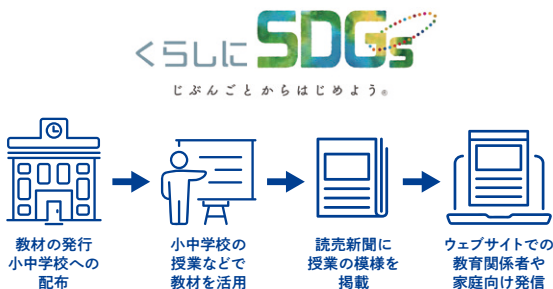 くらしにSDGs
じぶんごとからはじめよう。
教材の発行
小中学校への
配布
小中学校の
授業などで
教材を活用
読売新聞に
授業の模様を
掲載
ウェブサイトでの
教育関係者や
家庭向け発信